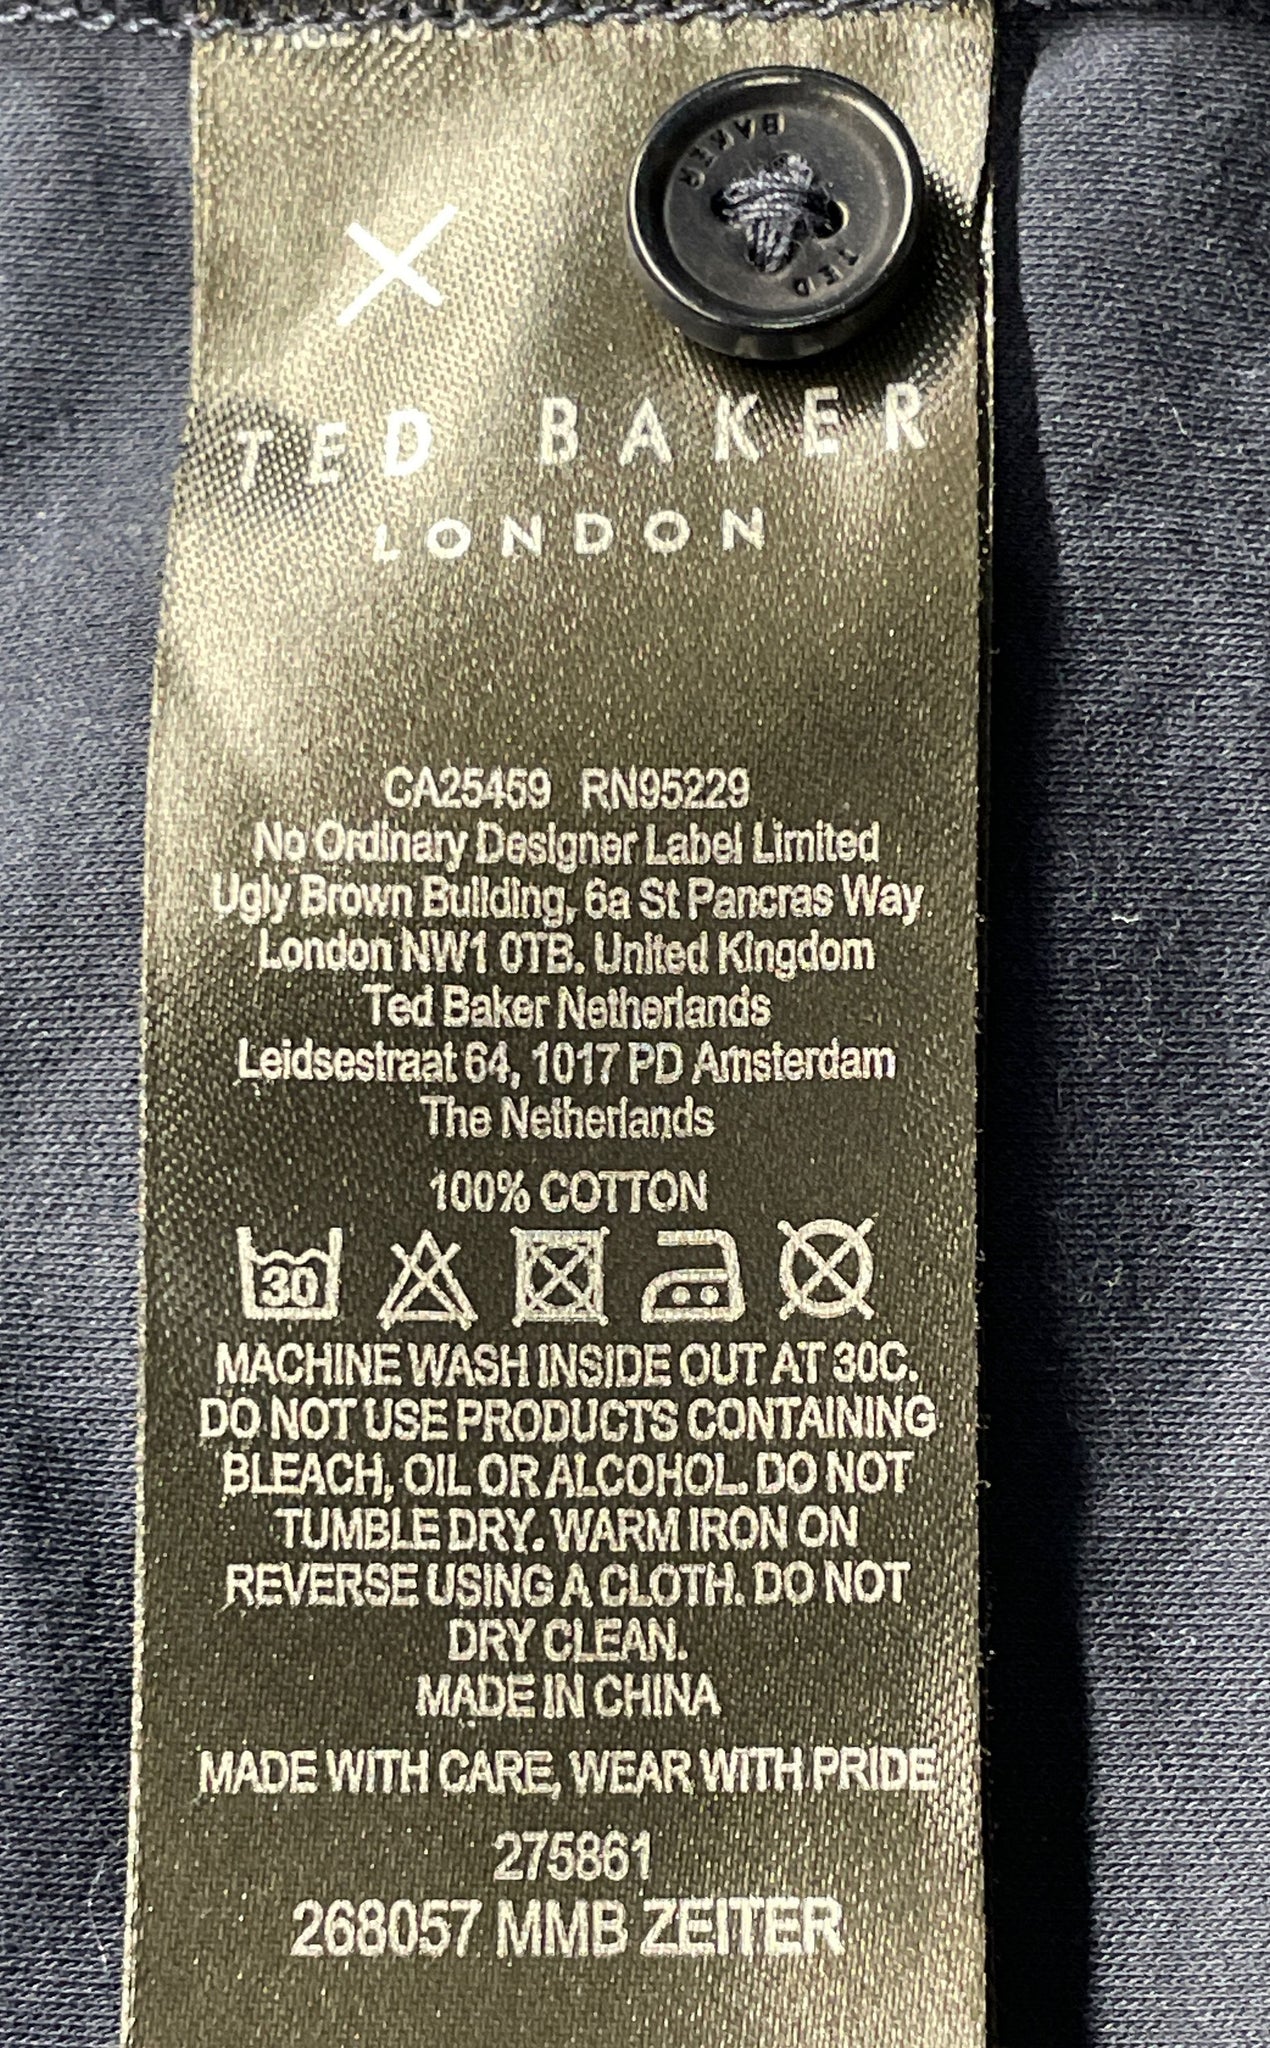 TED BAKER
TED BAKER
LONDON
CA25459 RN95229
No Ordinary Designer Label Limited
Ugly Brown Building, 6a St Pancras Way
London NW1 0TB. United Kingdom
Ted Baker Netherlands
Leidsestraat 64, 1017 PD Amsterdam
The Netherlands
100% COTTON
30
MACHINE WASH INSIDE OUT AT 30C.
DO NOT USE PRODUCTS CONTAINING
BLEACH, OIL OR ALCOHOL. DO NOT
TUMBLE DRY. WARM IRON ON
REVERSE USING A CLOTH. DO NOT
DRY CLEAN.
MADE IN CHINA
MADE WITH CARE, WEAR WITH PRIDE
275861
268057 MMB ZEITER